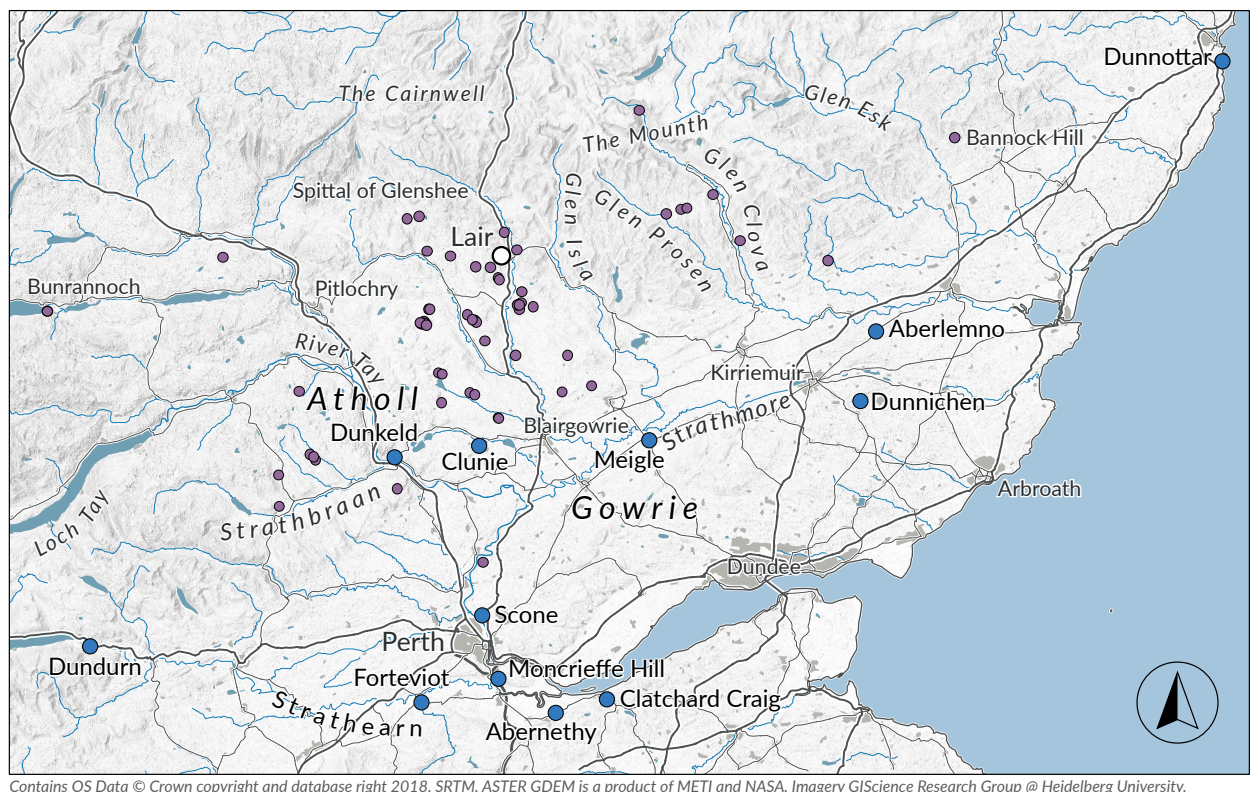 Dunnottar
The Cairnwell
Glen Esk
The Mounth
Bannock Hill
Glen Clova
Spittal of Glenshee
Glen Isla
Glen Prosen
Lair
Bunrannoch
Pitlochry
Aberlemno
River Tay
Kirriemuir
Atholl
Dunnichen
Strathmore
Dunkeld
Blairgowrie
Clunie
Meigle
Arbroath
Gowrie
Strathbraan
Loch Tay
Dundee
Scone
Perth
Dundurn
Moncrieffe Hill
Forteviot
Clatchard Craig
Strathearn
Abernethy
Contains OS Data © Crown copyright and database right 2018. SRTM. ASTER GDEM is a product of METI and NASA. Imagery GIScience Research Group @ Heidelberg University.